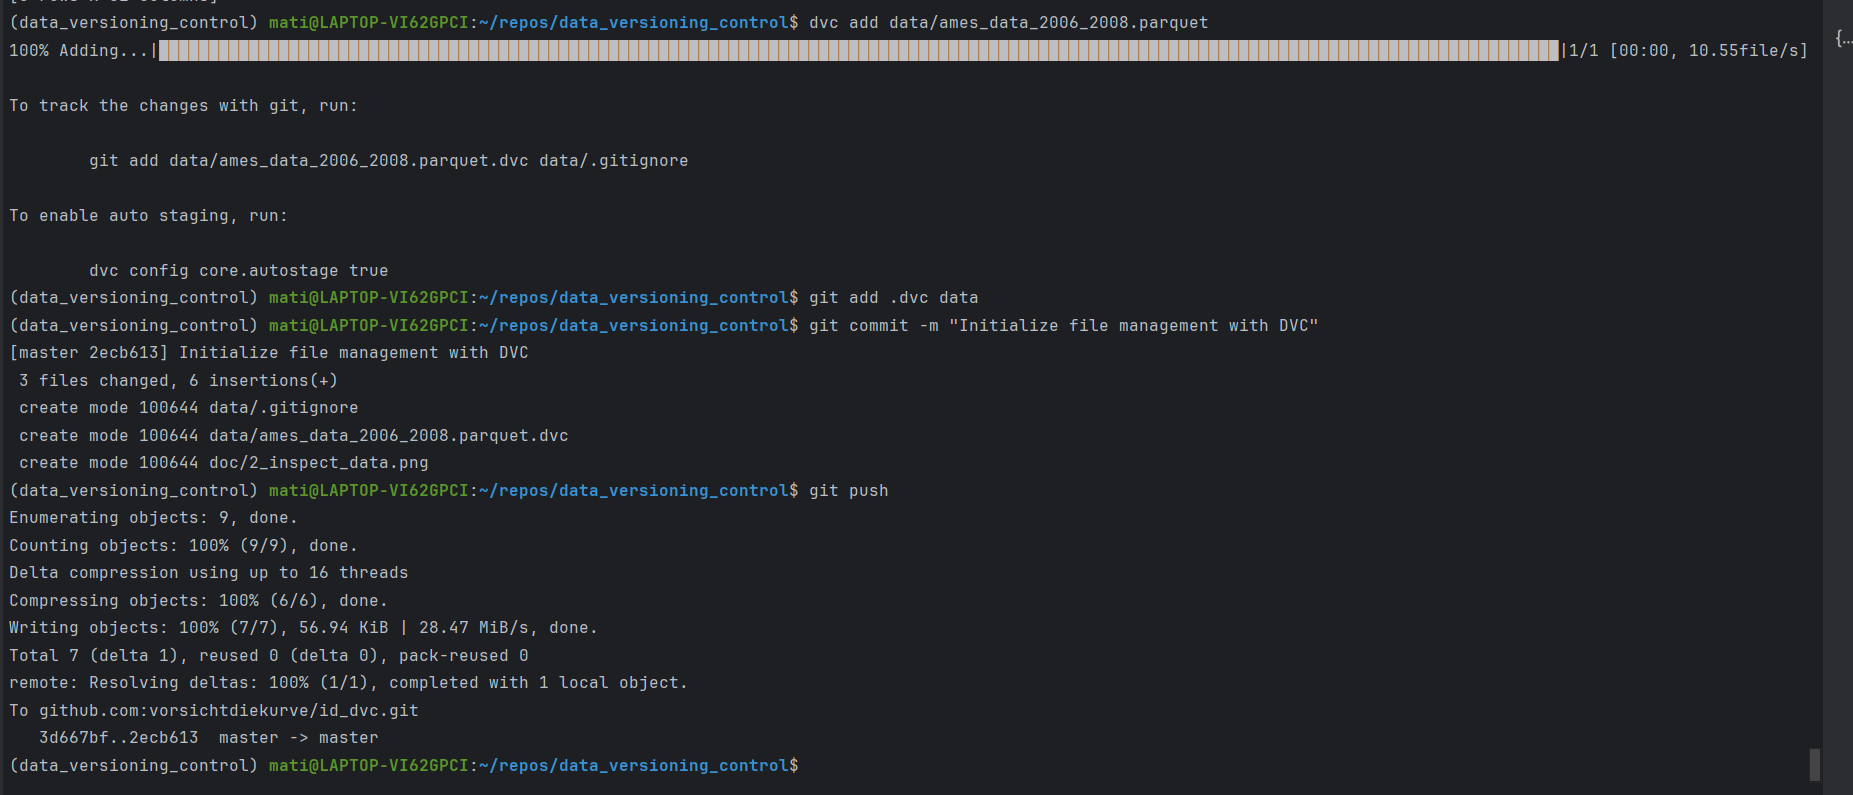 (data_versioning_control) mati@LAPTOP-VI62GPCI:~/repos/data_versioning_control$ dvc add data/ames_data_2006_2008.parquet
100% Adding...|1/1 [00:00, 10.55file/s]
{...
To track the changes with git, run:
git add data/ames_data_2006_2008.parquet.dvc data/.gitignore
To enable auto staging, run:
dvc config core.autostage true
(data_versioning_control) mati@LAPTOP-VI62GPCI:~/repos/data_versioning_control$ git add .dvc data
(data_versioning_control) mati@LAPTOP-VI62GPCI:~/repos/data_versioning_control$ git commit -m "Initialize file management with DVC"
[master 2ecb613] Initialize file management with DVC
3 files changed, 6 insertions(+)
create mode 100644 data/.gitignore
create mode 100644 data/ames_data_2006_2008.parquet.dvc
create mode 100644 doc/2_inspect_data.png
(data_versioning_control) mati@LAPTOP-VI62GPCI:~/repos/data_versioning_control$ git push
Enumerating objects: 9, done.
Counting objects: 100% (9/9), done.
Delta compression using up to 16 threads
Compressing objects: 100% (6/6), done.
Writing objects: 100% (7/7), 56.94 KiB | 28.47 MiB/s, done.
Total 7 (delta 1), reused 0 (delta 0), pack-reused 0
remote: Resolving deltas: 100% (1/1), completed with 1 local object.
To github.com:vorsichtdiekurve/id_dvc.git
3d667bf..2ecb613  master -> master
(data_versioning_control) mati@LAPTOP-VI62GPCI:~/repos/data_versioning_control$